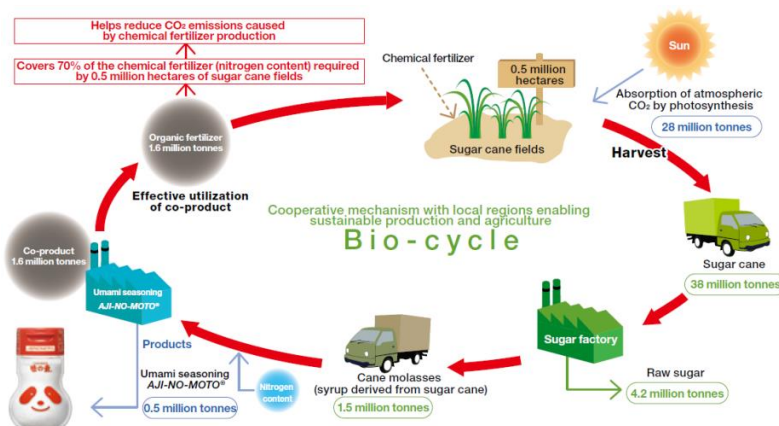 Helps reduce CO₂ emissions caused
by chemical fertilizer production
Covers 70% of the chemical fertilizer (nitrogen content) required
by 0.5 million hectares of sugar cane fields
Organic fertilizer
1.6 million tonnes
Effective utilization
of co-product
Chemical fertilizer
0.5 million
hectares
Sugar cane fields
Sun
Absorption of atmospheric
CO₂ by photosynthesis
28 million tonnes
Harvest
Cooperative mechanism with local regions enabling
sustainable production and agriculture
Bio-cycle
Sugar cane
38 million tonnes
Sugar factory
Raw sugar
4.2 million tonnes
Cane molasses
(syrup derived from sugar cane)
1.5 million tonnes
Nitrogen
content
Co-product
1.6 million tonnes
Umami seasoning
AJI-NO-MOTO®
Products
Umami seasoning
AJI-NO-MOTO®
0.5 million tonnes
味の素